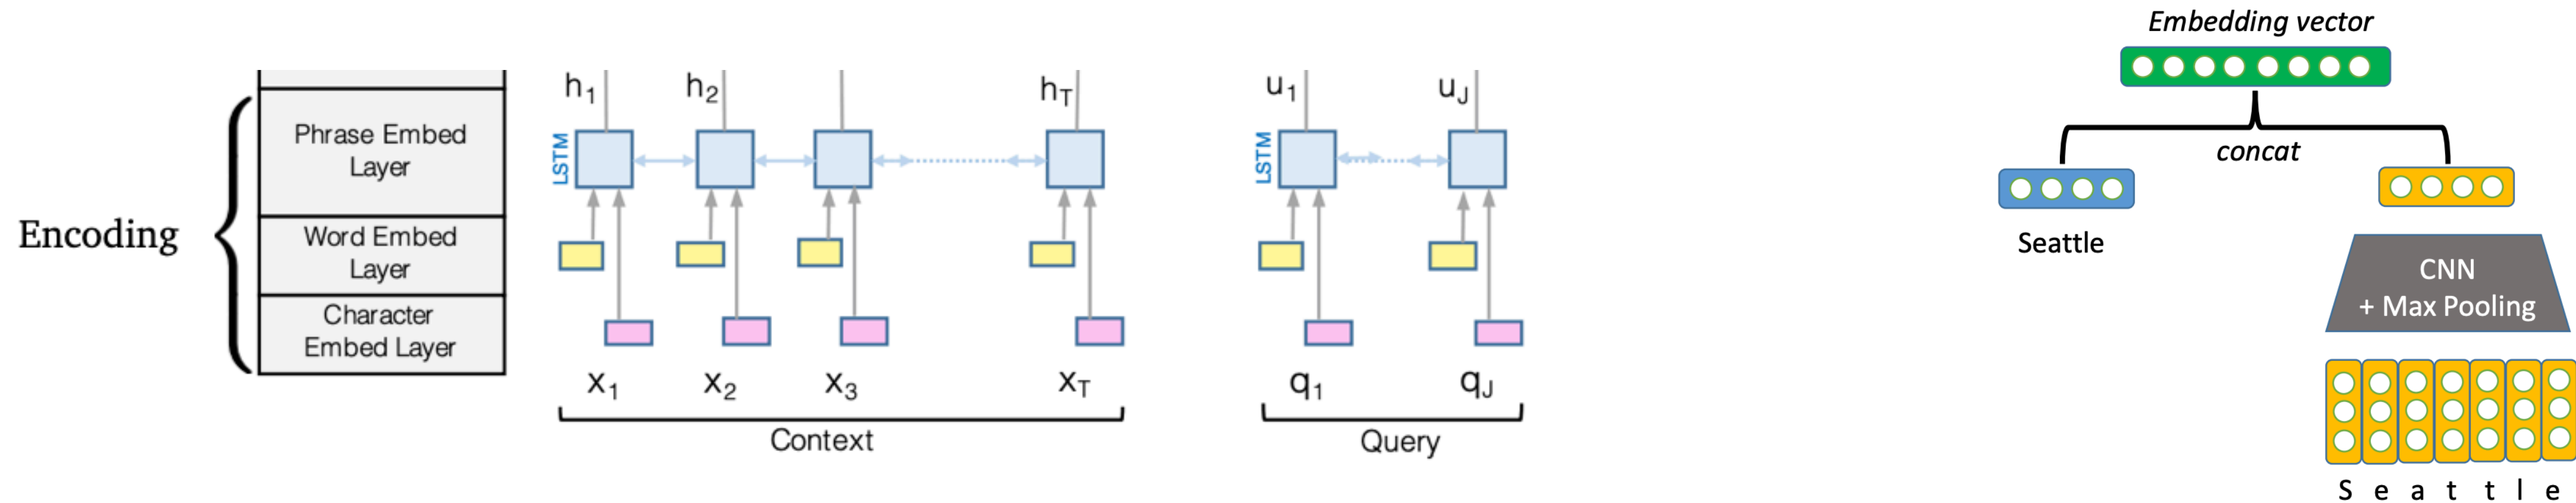 Encoding
Phrase Embed
Layer
Word Embed
Layer
Character
Embed Layer
LSTM
h1
h2
hT
x1
x2
x3
xT
Context
LSTM
u1
uJ
q1
qJ
Query
Embedding vector
concat
Seattle
CNN
+ Max Pooling
S e a t t l e